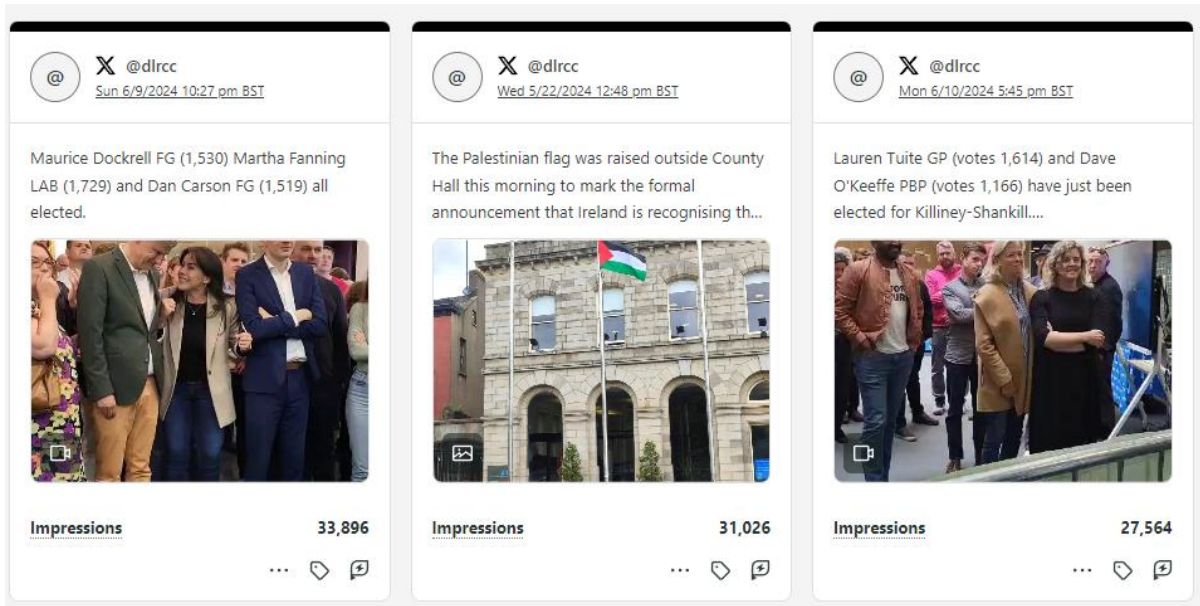 @
@dlrcc
Sun 6/9/2024 10:27 pm BST
Maurice Dockrell FG (1,530) Martha Fanning
LAB (1,729) and Dan Carson FG (1,519) all
elected.
Impressions 33,896
@
@dlrcc
Wed 5/22/2024 12:48 pm BST
The Palestinian flag was raised outside County
Hall this morning to mark the formal
announcement that Ireland is recognising th...
Impressions 31,026
@
@dlrcc
Mon 6/10/2024 5:45 pm BST
Lauren Tuite GP (votes 1,614) and Dave
O'Keeffe PBP (votes 1,166) have just been
elected for Killiney-Shankill....
Impressions 27,564